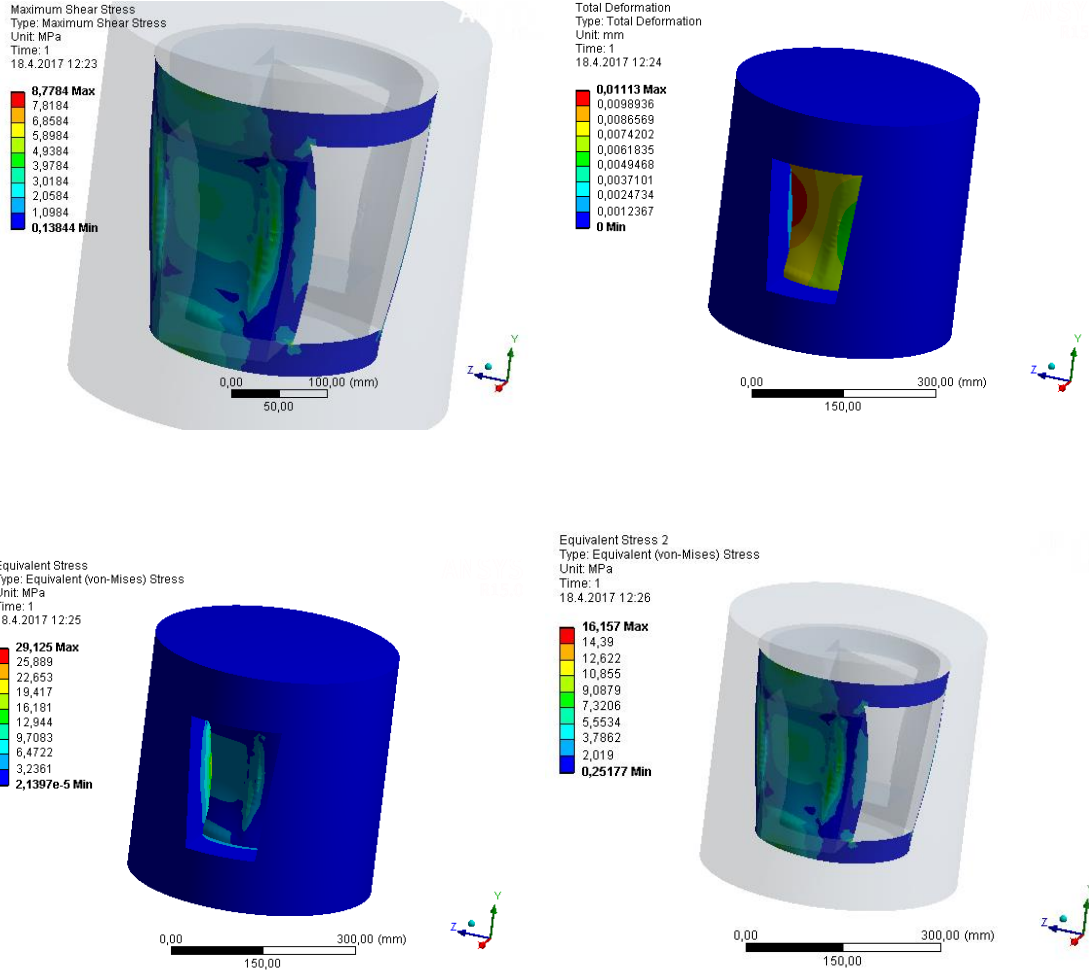 Maximum Shear Stress
Type: Maximum Shear Stress
Unit: MPa
Time: 1
18.4.2017 12:23
8,7784 Max
7,8184
6,8584
5,8984
4,9384
3,9784
3,0184
2,0584
1,0984
0,13844 Min
0,00 100,00 (mm)
50,00
Y
Z
Total Deformation
Type: Total Deformation
Unit: mm
Time: 1
18.4.2017 12:24
0,01113 Max
0,0098936
0,0086569
0,0074202
0,0061835
0,0049468
0,0037101
0,0024734
0,0012367
0 Min
0,00 300,00 (mm)
150,00
Y
Z
Equivalent Stress
Type: Equivalent (von-Mises) Stress
Unit: MPa
Time: 1
8.4.2017 12:25
29,125 Max
25,889
22,653
19,417
16,181
12,944
9,7083
6,4722
3,2361
2,1397e-5 Min
0,00 300,00 (mm)
150,00
Y
Z
Equivalent Stress 2
Type: Equivalent (von-Mises) Stress
Unit: MPa
Time: 1
18.4.2017 12:26
16,157 Max
14,39
12,622
10,855
9,0879
7,3206
5,5534
3,7862
2,019
0,25177 Min
0,00 300,00 (mm)
150,00
Z